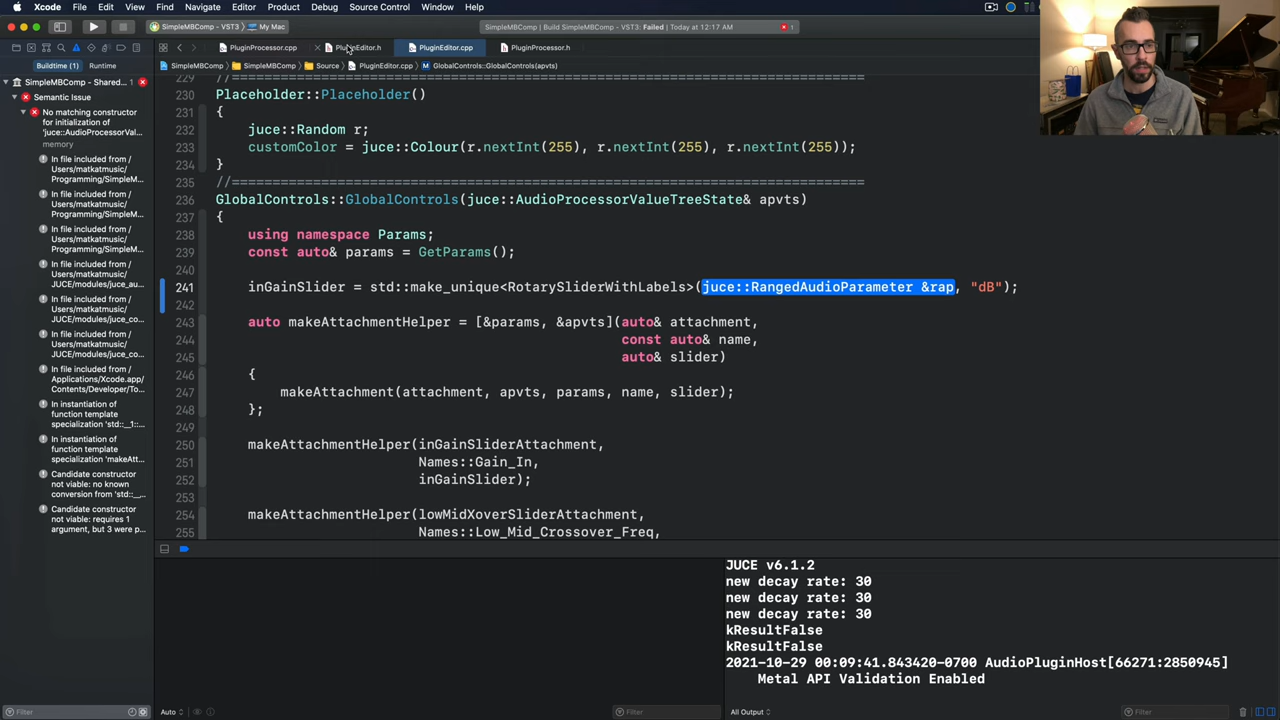 Xcode File Edit View Find Navigate Editor Product Debug Source Control Window Help
SimpleMBComp - VST3 My Mac
SimpleMBComp | Build SimpleMBComp - VST3: Failed | Today at 12:17 AM
1
PluginProcessor.cpp
PluginEditor.h
PluginEditor.cpp
PluginProcessor.h
Buildtime (1)
Runtime
SimpleMBComp Source PluginEditor.cpp GlobalControls::GlobalControls(apvts)
SimpleMBComp - Shared...1
Semantic Issue
No matching constructor
for initialization of
'juce::AudioProcessorVal...
memory
In file included from /
Users/matkatmusic/
Programming/SimpleM...
In file included from /
Users/matkatmusic/
Programming/SimpleM...
In file included from /
Users/matkatmusic/
Programming/SimpleM...
In file included from /
Users/matkatmusic/
JUCE/modules/juce_au...
In file included from /
Users/matkatmusic/
JUCE/modules/juce_co...
In file included from /
Users/matkatmusic/
JUCE/modules/juce_co...
In file included from /
Applications/Xcode.app/
Contents/Developer/To...
In instantiation of
function template
specialization 'std::__1::...
In instantiation of
function template
specialization 'makeAtt...
Candidate constructor
not viable: no known
conversion from 'std::__...
Candidate constructor
not viable: requires 1
argument, but 3 were p...
229 //==============================================================================
230 Placeholder::Placeholder()
231 {
232 juce::Random r;
233 customColor = juce::Colour(r.nextInt(255), r.nextInt(255), r.nextInt(255));
234 }
235 //==============================================================================
236 GlobalControls::GlobalControls(juce::AudioProcessorValueTreeState& apvts)
237 {
238 using namespace Params;
239 const auto& params = GetParams();
240
241 inGainSlider = std::make_unique<RotarySliderWithLabels>(juce::RangedAudioParameter &rap, "dB");
242
243 auto makeAttachmentHelper = [&params, &apvts](auto& attachment,
244 const auto& name,
245 auto& slider)
246 {
247 makeAttachment(attachment, apvts, params, name, slider);
248 };
249
250 makeAttachmentHelper(inGainSliderAttachment,
251 Names::Gain_In,
252 inGainSlider);
253
254 makeAttachmentHelper(lowMidXoverSliderAttachment,
255 Names::Low_Mid_Crossover_Freq,
JUCE v6.1.2
new decay rate: 30
new decay rate: 30
new decay rate: 30
kResultFalse
kResultFalse
2021-10-29 00:09:41.843420-0700 AudioPluginHost[66271:2850945]
Metal API Validation Enabled
Filter
Auto
Filter
All Output
Filter